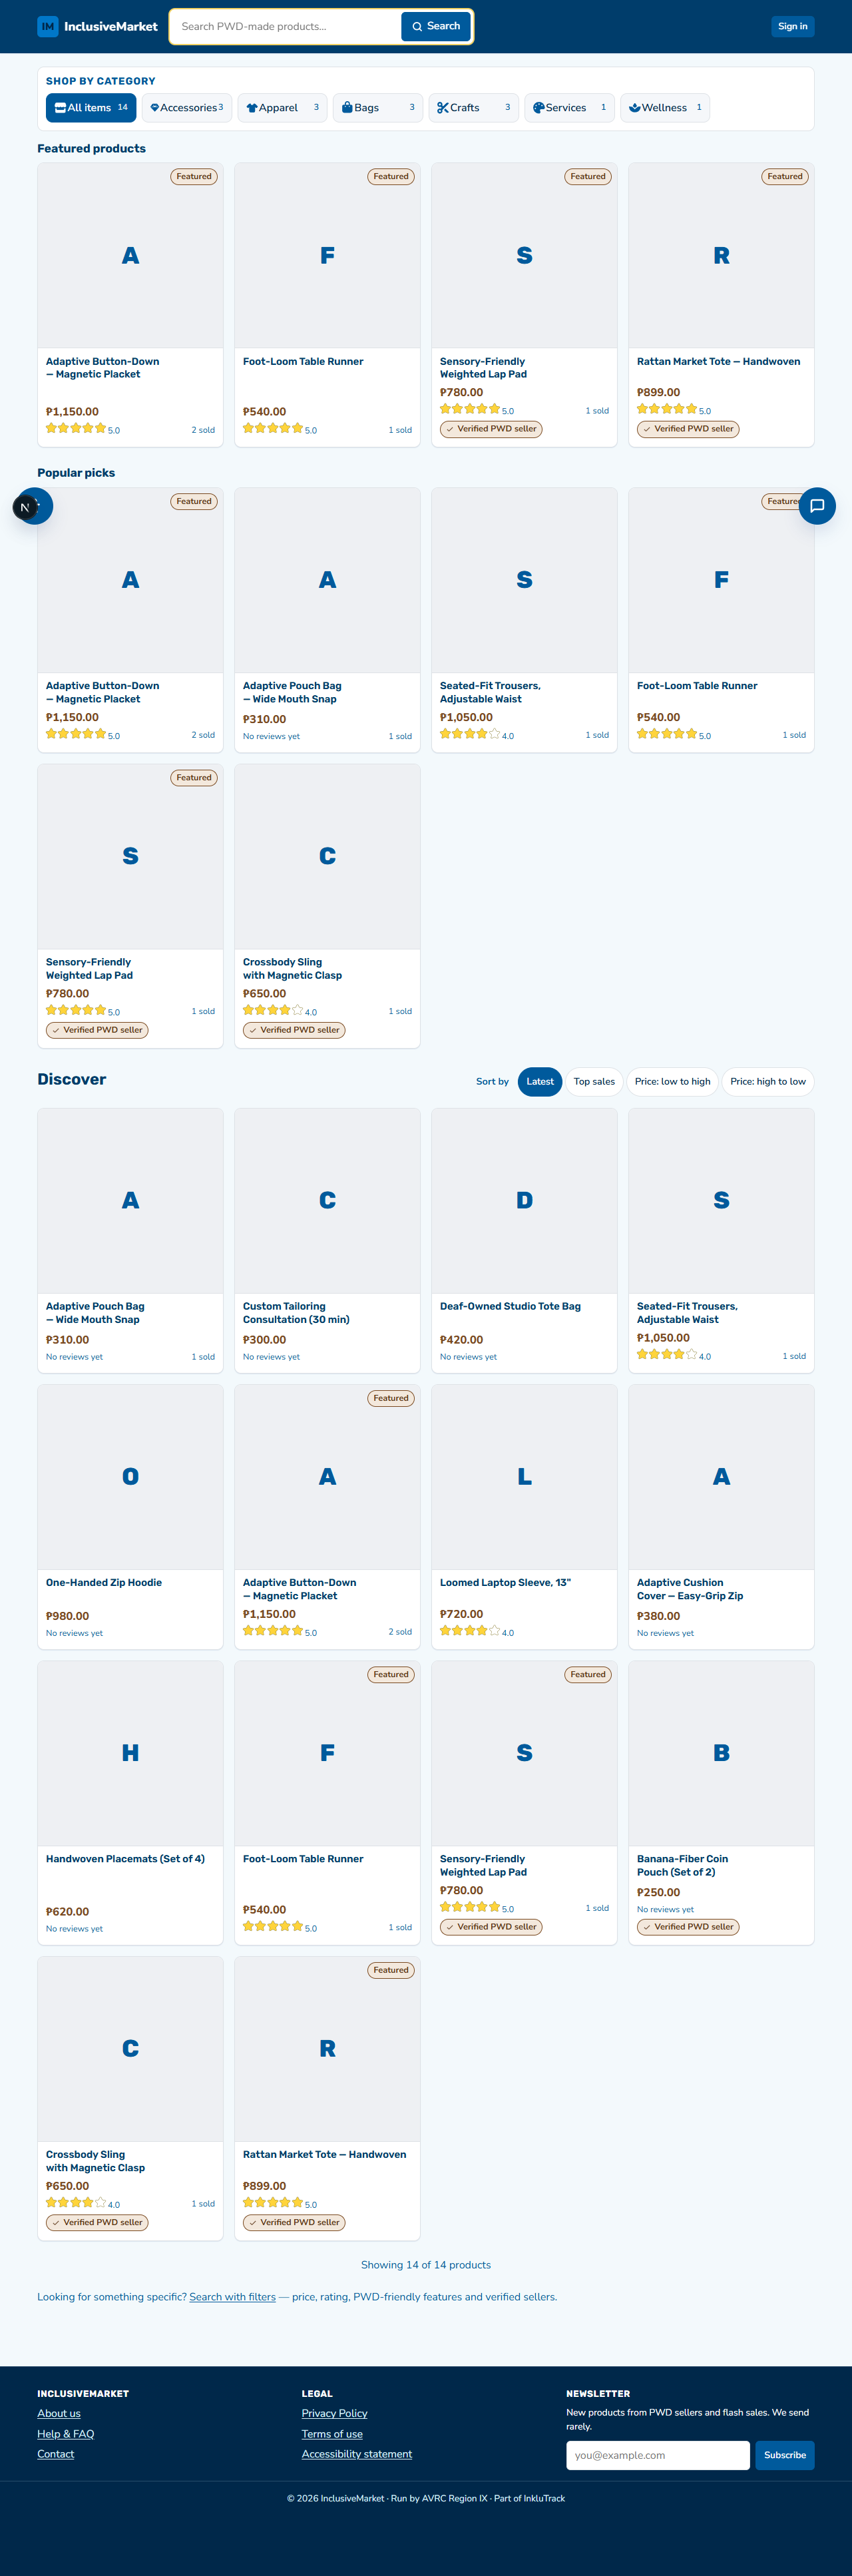 IM InclusiveMarket
Search PWD-made products...
Search
Sign in
SHOP BY CATEGORY
All items 14
Accessories 3
Apparel 3
Bags 3
Crafts 3
Services 1
Wellness 1
Featured products
Featured
Featured
Featured
Featured
A
F
S
R
Adaptive Button-Down
— Magnetic Placket
₱1,150.00
5.0
2 sold
Foot-Loom Table Runner
₱540.00
5.0
1 sold
Sensory-Friendly
Weighted Lap Pad
₱780.00
5.0
1 sold
Verified PWD seller
Rattan Market Tote — Handwoven
₱899.00
5.0
Verified PWD seller
Popular picks
N
Featured
A
Adaptive Button-Down
— Magnetic Placket
₱1,150.00
5.0
2 sold
A
Adaptive Pouch Bag
— Wide Mouth Snap
₱310.00
No reviews yet
1 sold
S
Seated-Fit Trousers,
Adjustable Waist
₱1,050.00
4.0
1 sold
Featured
F
Foot-Loom Table Runner
₱540.00
5.0
1 sold
Featured
S
Sensory-Friendly
Weighted Lap Pad
₱780.00
5.0
1 sold
Verified PWD seller
C
Crossbody Sling
with Magnetic Clasp
₱650.00
4.0
1 sold
Verified PWD seller
Discover
Sort by
Latest
Top sales
Price: low to high
Price: high to low
A
Adaptive Pouch Bag
— Wide Mouth Snap
₱310.00
No reviews yet
1 sold
C
Custom Tailoring
Consultation (30 min)
₱300.00
No reviews yet
D
Deaf-Owned Studio Tote Bag
₱420.00
No reviews yet
S
Seated-Fit Trousers,
Adjustable Waist
₱1,050.00
4.0
1 sold
O
One-Handed Zip Hoodie
₱980.00
No reviews yet
Featured
A
Adaptive Button-Down
— Magnetic Placket
₱1,150.00
5.0
2 sold
L
Loomed Laptop Sleeve, 13"
₱720.00
4.0
A
Adaptive Cushion
Cover — Easy-Grip Zip
₱380.00
No reviews yet
H
Handwoven Placemats (Set of 4)
₱620.00
No reviews yet
Featured
F
Foot-Loom Table Runner
₱540.00
5.0
1 sold
Featured
S
Sensory-Friendly
Weighted Lap Pad
₱780.00
5.0
1 sold
Verified PWD seller
B
Banana-Fiber Coin
Pouch (Set of 2)
₱250.00
No reviews yet
Verified PWD seller
C
Crossbody Sling
with Magnetic Clasp
₱650.00
4.0
1 sold
Verified PWD seller
Featured
R
Rattan Market Tote — Handwoven
₱899.00
5.0
Verified PWD seller
Showing 14 of 14 products
Looking for something specific? Search with filters — price, rating, PWD-friendly features and verified sellers.
INCLUSIVEMARKET
About us
Help & FAQ
Contact
LEGAL
Privacy Policy
Terms of use
Accessibility statement
NEWSLETTER
New products from PWD sellers and flash sales. We send
rarely.
you@example.com
Subscribe
© 2026 InclusiveMarket · Run by AVRC Region IX · Part of InkluTrack